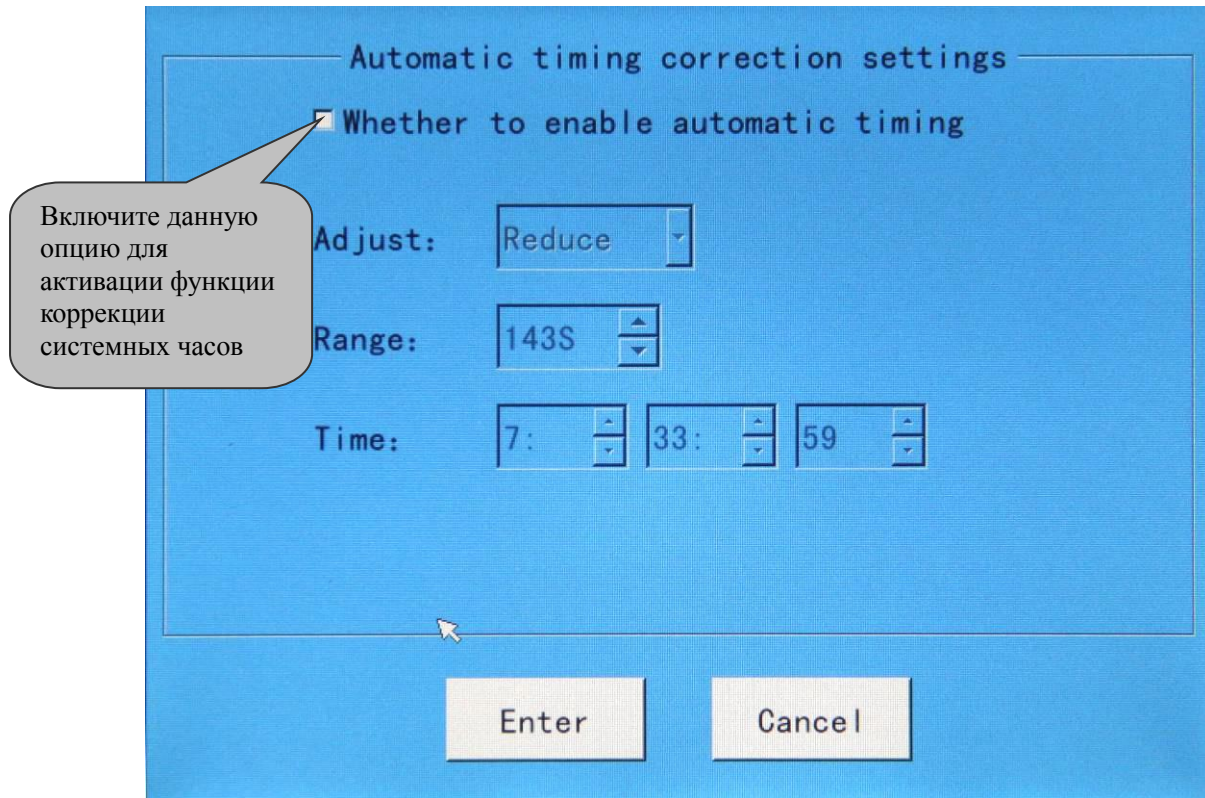 Automatic timing correction settings
Whether to enable automatic timing
Включите данную
опцию для
активации функции
коррекции
системных часов
Adjust: Reduce
Range: 143S
Time: 7: 33: 59
Enter Cancel